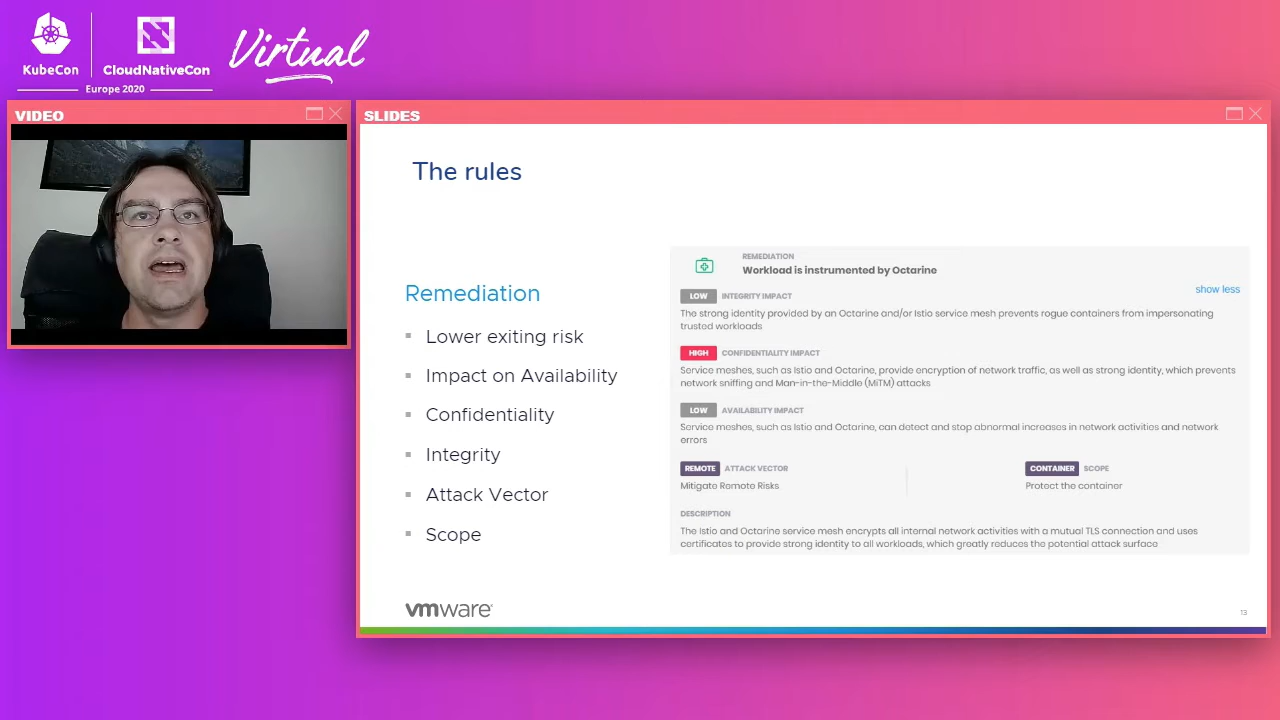 KubeCon
CloudNativeCon
Europe 2020
Virtual
VIDEO
SLIDES
The rules
Remediation
Lower exiting risk
Impact on Availability
Confidentiality
Integrity
Attack Vector
Scope
REMEDIATION
Workload is instrumented by Octarine
show less
LOW INTEGRITY IMPACT
The strong identity provided by an Octarine and/or Istio service mesh prevents rogue containers from impersonating
trusted workloads
HIGH CONFIDENTIALITY IMPACT
Service meshes, such as Istio and Octarine, provide encryption of network traffic, as well as strong identity, which prevents
network sniffing and Man-in-the-Middle (MiTM) attacks
LOW AVAILABILITY IMPACT
Service meshes, such as Istio and Octarine, can detect and stop abnormal increases in network activities and network
errors
REMOTE ATTACK VECTOR
Mitigate Remote Risks
CONTAINER SCOPE
Protect the container
DESCRIPTION
The Istio and Octarine service mesh encrypts all internal network activities with a mutual TLS connection and uses
certificates to provide strong identity to all workloads, which greatly reduces the potential attack surface
vmware
13